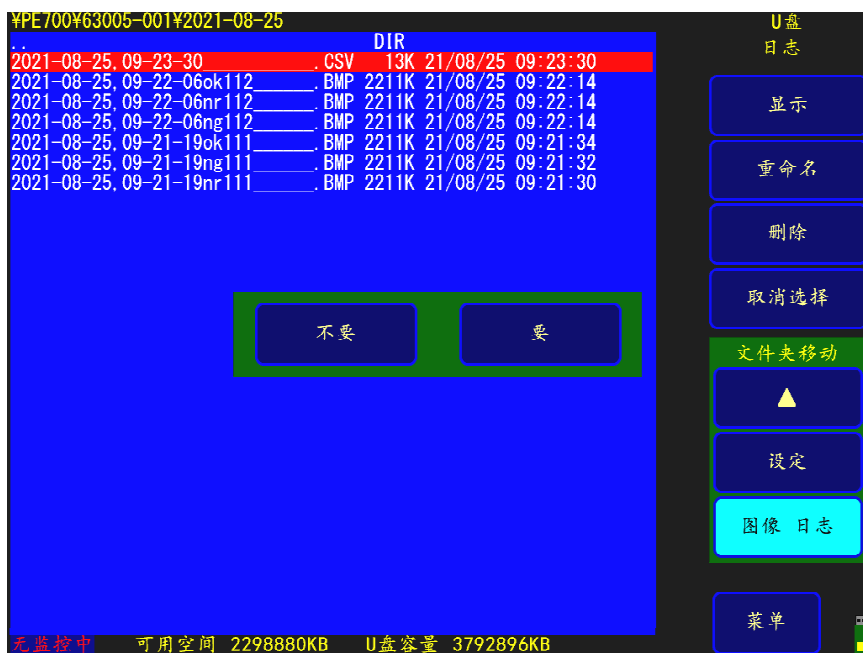 ¥PE700¥63005-001¥2021-08-25
.. DIR
2021-08-25,09-23-30___________.CSV 13K 21/08/25 09:23:30
2021-08-25,09-22-06ok112______.BMP 2211K 21/08/25 09:22:14
2021-08-25,09-22-06nr112______.BMP 2211K 21/08/25 09:22:14
2021-08-25,09-22-06ng112______.BMP 2211K 21/08/25 09:22:14
2021-08-25,09-21-19ok111______.BMP 2211K 21/08/25 09:21:34
2021-08-25,09-21-19ng111______.BMP 2211K 21/08/25 09:21:32
2021-08-25,09-21-19nr111______.BMP 2211K 21/08/25 09:21:30
不要 要
U盘
日志
显示
重命名
删除
取消选择
文件夹移动
▲
设定
图像 日志
菜单
无监控中 可用空间 2298880KB U盘容量 3792896KB